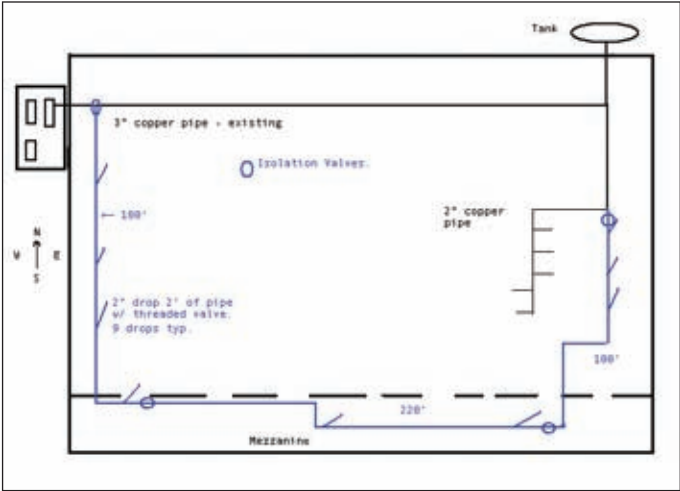 Tank
3" copper pipe - existing
Isolation Valves.
← 100'
2" copper
pipe
N
W E
S
2" drop 2' of pipe
w/ threaded valve.
9 drops typ.
100'
220'
Mezzanine